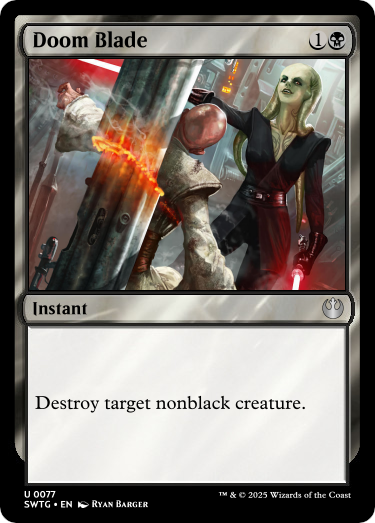 Doom Blade 1
Instant
Destroy target nonblack creature.
U 0077
SWTG • EN Ryan Barger
™ & © 2025 Wizards of the Coast